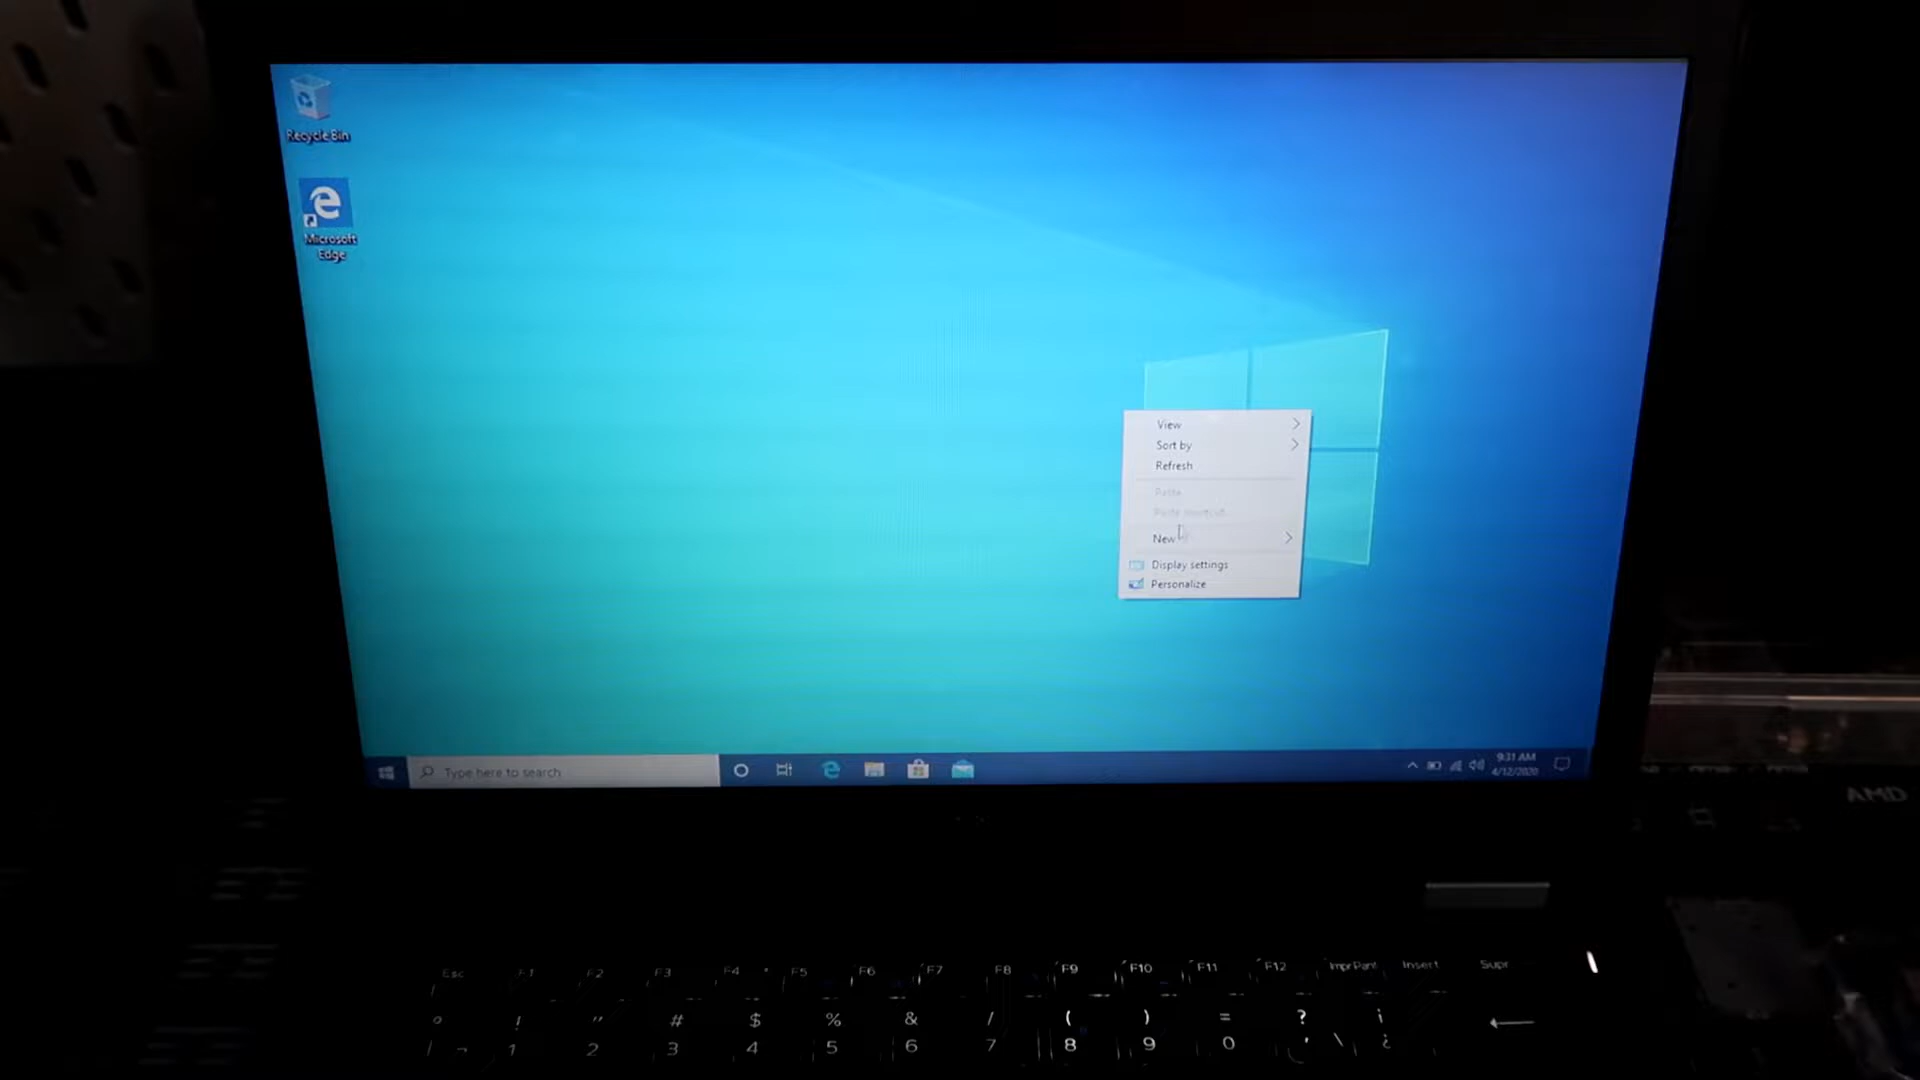 Recycle Bin
Microsoft
Edge
View
Sort by
Refresh
Paste
Paste shortcut
New
Display settings
Personalize
Type here to search
9:31 AM
4/12/2020
AMD
Esc F1 F2 F3 F4 F5 F6 F7 F8 F9 F10 F11 F12 ImprPant Insert Supr
° ! " # $ % & / ( ) = ? ¡
| ¬ 1 2 3 4 5 6 7 8 9 0 ' \ ¿